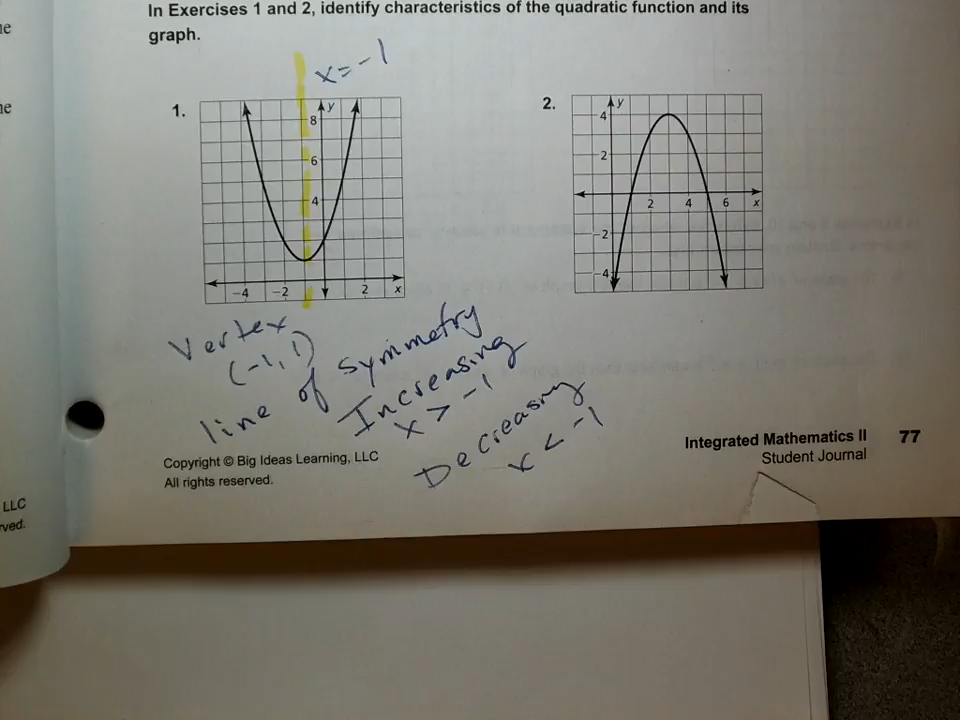 In Exercises 1 and 2, identify characteristics of the quadratic function and its
graph.
x = -1
1.
y
8
6
4
-4 -2 2 x
2.
y
4
2
2 4 6 x
-2
-4
Vertex
(-1, 1)
line of symmetry
Increasing
x > -1
Decreasing
x < -1
Copyright © Big Ideas Learning, LLC
All rights reserved.
Integrated Mathematics II 77
Student Journal
LLC
rved.